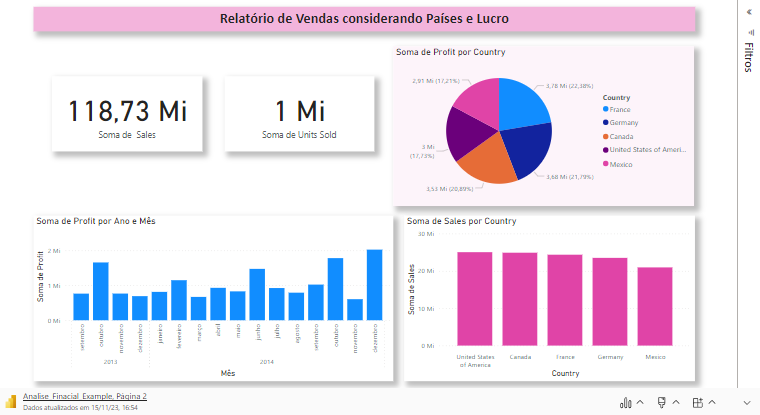 Relatório de Vendas considerando Países e Lucro
Filtros
118,73 Mi
Soma de Sales
1 Mi
Soma de Units Sold
Soma de Profit por Country
2,91 Mi (17,21%)
3,78 Mi (22,38%)
3 Mi
(17,73%)
3,53 Mi (20,89%)
3,68 Mi (21,79%)
Country
France
Germany
Canada
United States of Ameri...
Mexico
Soma de Profit por Ano e Mês
Soma de Profit
2 Mi
1 Mi
0 Mi
setembro
outubro
novembro
dezembro
janeiro
fevereiro
março
abril
maio
junho
julho
agosto
setembro
outubro
novembro
dezembro
2013
2014
Mês
Soma de Sales por Country
Soma de Sales
30 Mi
20 Mi
10 Mi
0 Mi
United States
of America
Canada
France
Germany
Mexico
Country
Analise_Finacial_Example, Página 2
Dados atualizados em 15/11/23, 16:54